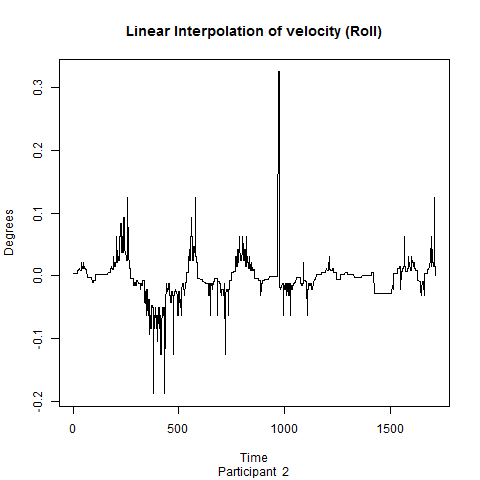 Linear Interpolation of velocity (Roll)
Degrees
0.3
0.2
0.1
0.0
-0.1
-0.2
0 500 1000 1500
Time
Participant 2